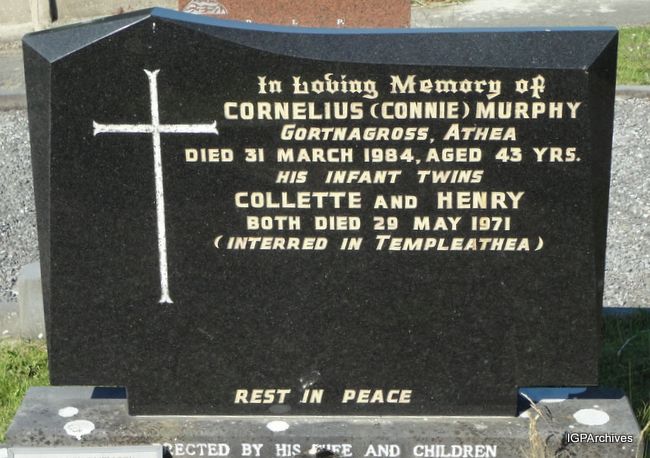 In Loving Memory of
CORNELIUS (CONNIE) MURPHY
GORTNAGROSS, ATHEA
DIED 31 MARCH 1984, AGED 43 YRS.
HIS INFANT TWINS
COLLETTE AND HENRY
BOTH DIED 29 MAY 1971
(INTERRED IN TEMPLEATHEA)
REST IN PEACE
ERECTED BY HIS WIFE AND CHILDREN
IGPArchives